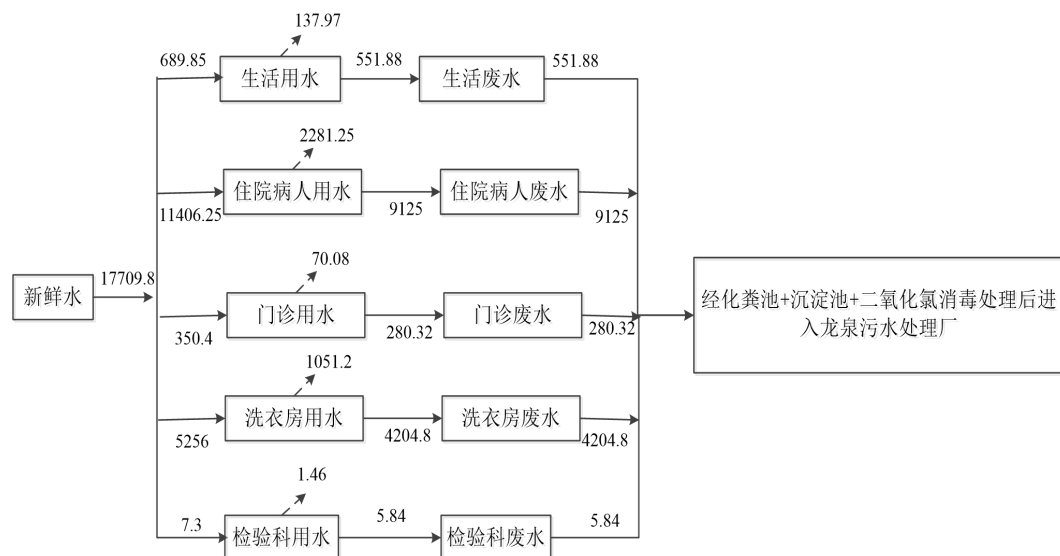 137.97
689.85
生活用水
551.88
生活废水
551.88
2281.25
11406.25
住院病人用水
9125
住院病人废水
9125
新鲜水
17709.8
70.08
350.4
门诊用水
280.32
门诊废水
280.32
经化粪池+沉淀池+二氧化氯消毒处理后进
入龙泉污水处理厂
1051.2
5256
洗衣房用水
4204.8
洗衣房废水
4204.8
1.46
7.3
检验科用水
5.84
检验科废水
5.84